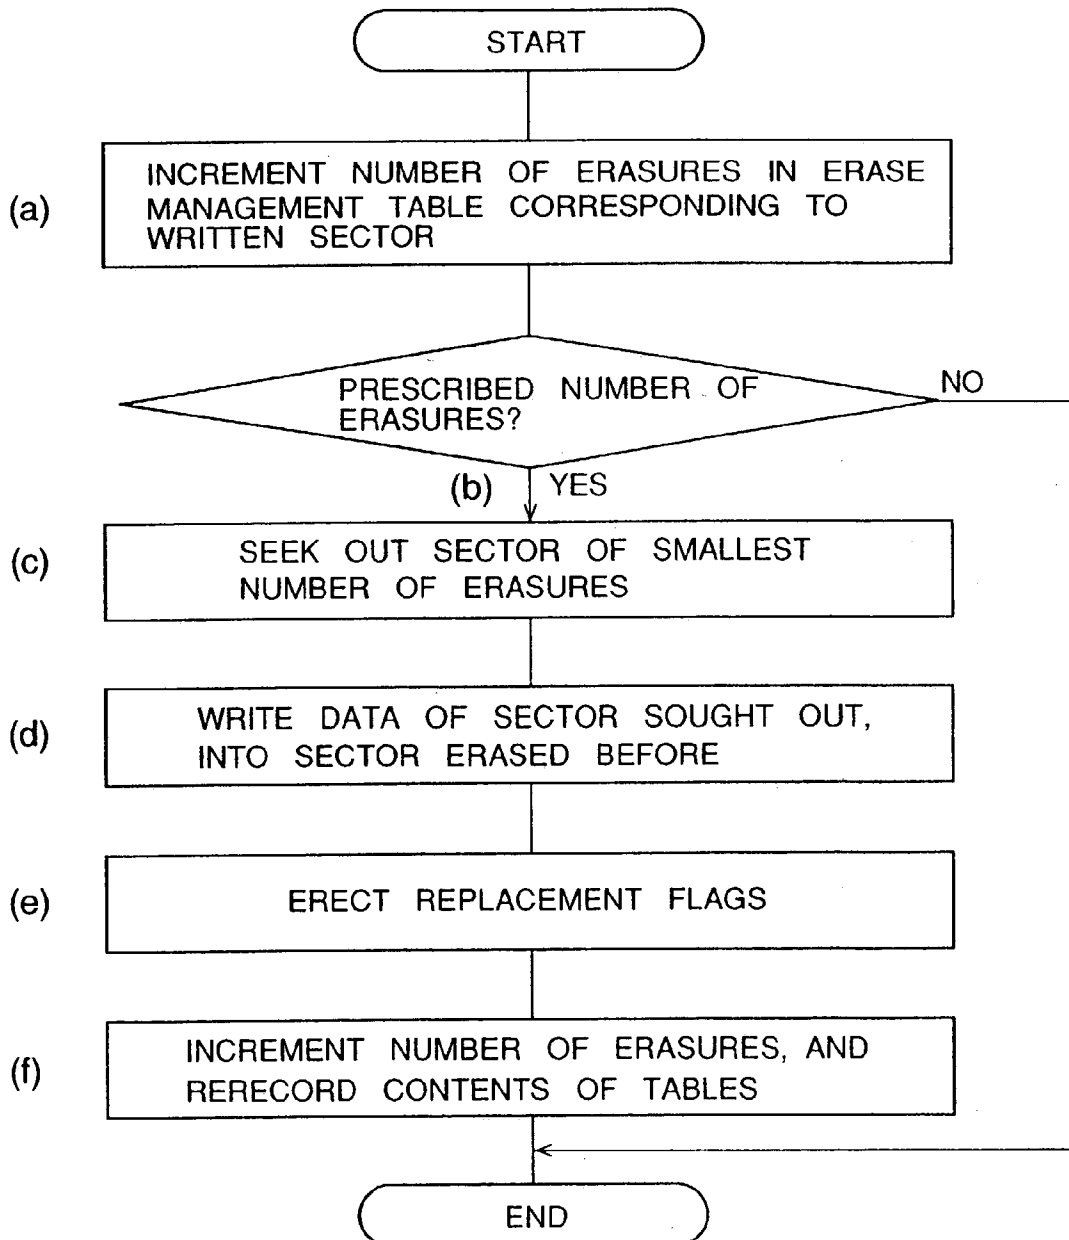 START
(a)
INCREMENT NUMBER OF ERASURES IN ERASE
MANAGEMENT TABLE CORRESPONDING TO
WRITTEN SECTOR
PRESCRIBED NUMBER OF
ERASURES?
NO
(b)
YES
(c)
SEEK OUT SECTOR OF SMALLEST
NUMBER OF ERASURES
(d)
WRITE DATA OF SECTOR SOUGHT OUT,
INTO SECTOR ERASED BEFORE
(e)
ERECT REPLACEMENT FLAGS
(f)
INCREMENT NUMBER OF ERASURES, AND
RERECORD CONTENTS OF TABLES
END